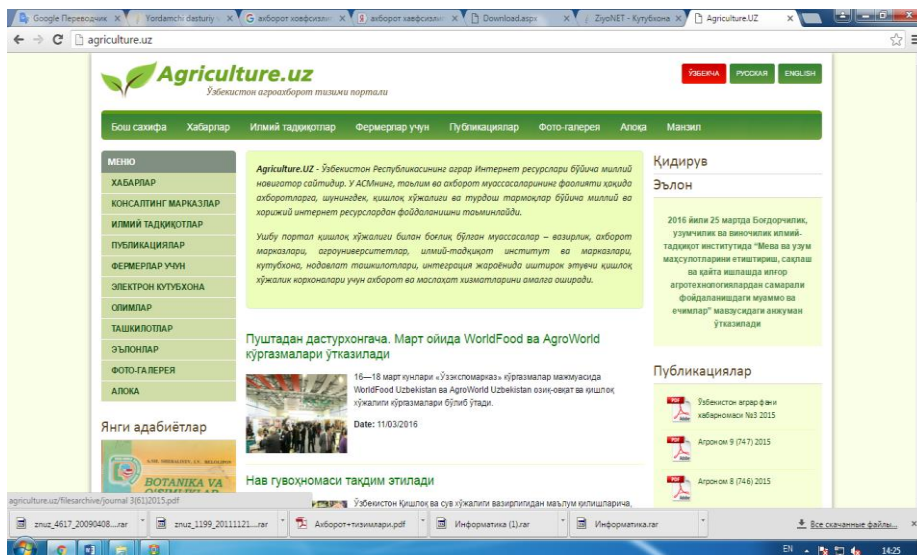 Google Переводчик
Yordamchi dasturiy
Download.aspx
ZiyoNET - Кутубхона
Agriculture.UZ
agriculture.uz
Agriculture.uz
Ўзбекистон агроахборот тизими портали
ЎЗБЕКЧА РУССКАЯ ENGLISH
Бош сахифа Хабарлар Илмий тадқиқотлар Фермерлар учун Публикациялар Фото-галерея Алоқа Манзил
МЕНЮ
ХАБАРЛАР
КОНСАЛТИНГ МАРКАЗЛАР
ИЛМИЙ ТАДҚИҚОТЛАР
ПУБЛИКАЦИЯЛАР
ФЕРМЕРЛАР УЧУН
ЭЛЕКТРОН КУТУБХОНА
ОЛИМЛАР
ТАШКИЛОТЛАР
ЭЪЛОНЛАР
ФОТО-ГАЛЕРЕЯ
АЛОКА
Янги адабиётлар
BOTANIKA VA
Agriculture.UZ - Ўзбекистон Республикасининг аграр Интернет ресурслари бўйича миллий
навигатор сайтидир. У АСМнинг, таълим ва ахборот муассасаларининг фаолияти ҳақида
ахборотларга, шунингдек, қишлоқ хўжалиги ва турдош тармоқлар бўйича миллий ва
хорижий интернет ресурслардан фойдаланишни таъминлайди.
Ушбу портал қишлоқ хўжалиги билан боғлиқ бўлган муассасалар – вазирлик, ахборот
марказлари, агроуниверситетлар, илмий-тадқиқот институт ва марказлари,
кутубхона, нодавлат ташкилотлари, интеграция жараёнида иштирок этувчи қишлоқ
хўжалик корхоналари учун ахборот ва маслаҳат хизматларини амалга оширади.
Пуштадан дастурхонгача. Март ойида WorldFood ва AgroWorld
кўргазмалари ўтказилади
16—18 март кунлари «Ўзэкспомарказ» кўргазмалар мажмуасида
WorldFood Uzbekistan ва AgroWorld Uzbekistan озиқ-овқат ва қишлоқ
хўжалиги кўргазмалари бўлиб ўтади.
Date: 11/03/2016
Нав гувоҳномаси тақдим этилади
Ўзбекистон Қишлоқ ва сув хўжалиги вазирлигидан маълум қилишларича,
Қидирув
Эълон
2016 йили 25 мартда Боғдорчилик,
узумчилик ва виночилик илмий-
тадқиқот институтида "Мева ва узум
маҳсулотларини етиштириш, сақлаш
ва қайта ишлашда илғор
агротехнологиялардан самарали
фойдаланишдаги муаммо ва
ечимлар" мавзусидаги анжуман
ўтказилади
Публикациялар
Ўзбекистон аграр фани
хабарномаси №3 2015
Агроном 9 (747) 2015
Агроном 8 (746) 2015
agriculture.uz/filesarchive/journal 3(61)2015.pdf
znuz_4617_20090408....rar
znuz_1199_20111121....rar
Ахборот+тизимлари.pdf
Информатика (1).rar
Информатика.rar
Все скачанные файлы...
EN
14:25